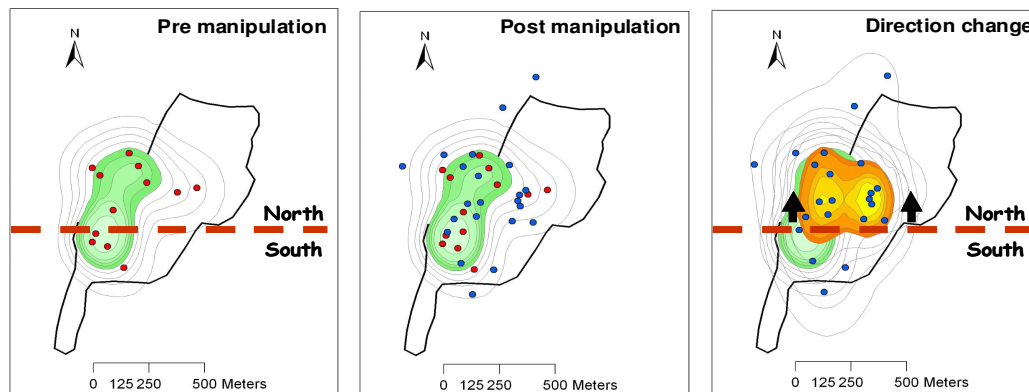 Pre manipulation
N
North
South
0 125 250 500 Meters
Post manipulation
N
0 125 250 500 Meters
Direction change
N
North
South
0 125 250 500 Meters